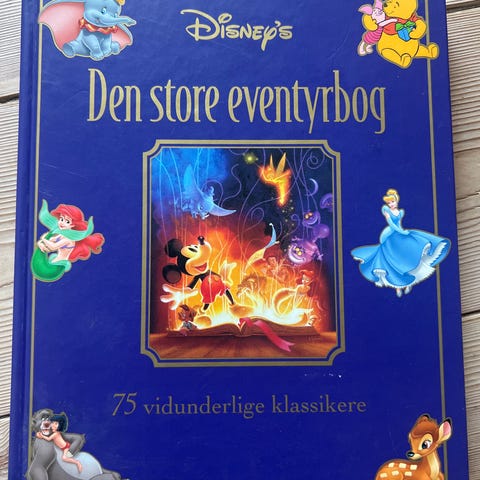 Disney's
Den store eventyrbog
75 vidunderlige klassikere